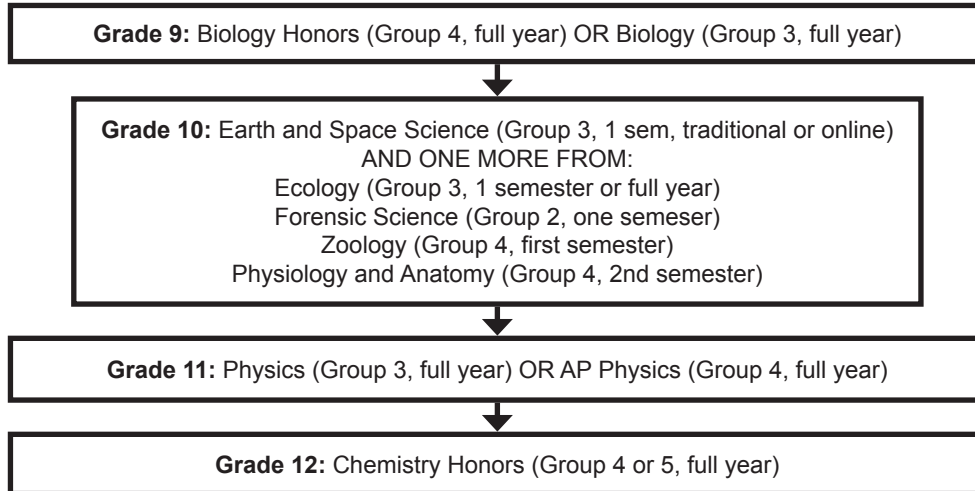 Grade 9: Biology Honors (Group 4, full year) OR Biology (Group 3, full year)
Grade 10: Earth and Space Science (Group 3, 1 sem, traditional or online)
AND ONE MORE FROM:
Ecology (Group 3, 1 semester or full year)
Forensic Science (Group 2, one semeser)
Zoology (Group 4, first semester)
Physiology and Anatomy (Group 4, 2nd semester)
Grade 11: Physics (Group 3, full year) OR AP Physics (Group 4, full year)
Grade 12: Chemistry Honors (Group 4 or 5, full year)